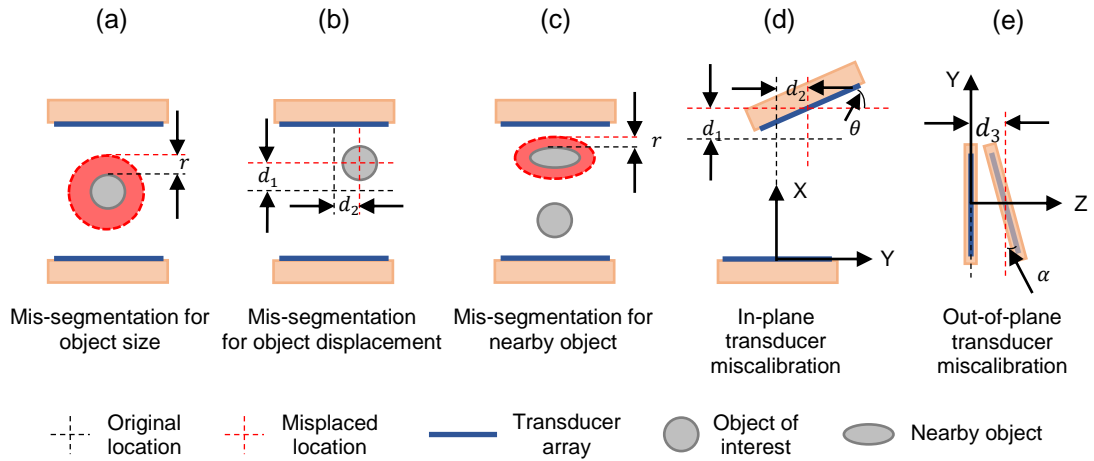 (a)
(b)
(c)
(d)
(e)
r
d₁
d₂
r
d₁
d₂
θ
X
Y
Y
d₃
Z
α
Mis-segmentation for
object size
Mis-segmentation
for object displacement
Mis-segmentation for
nearby object
In-plane
transducer
miscalibration
Out-of-plane
transducer
miscalibration
Original
location
Misplaced
location
Transducer
array
Object of
interest
Nearby object